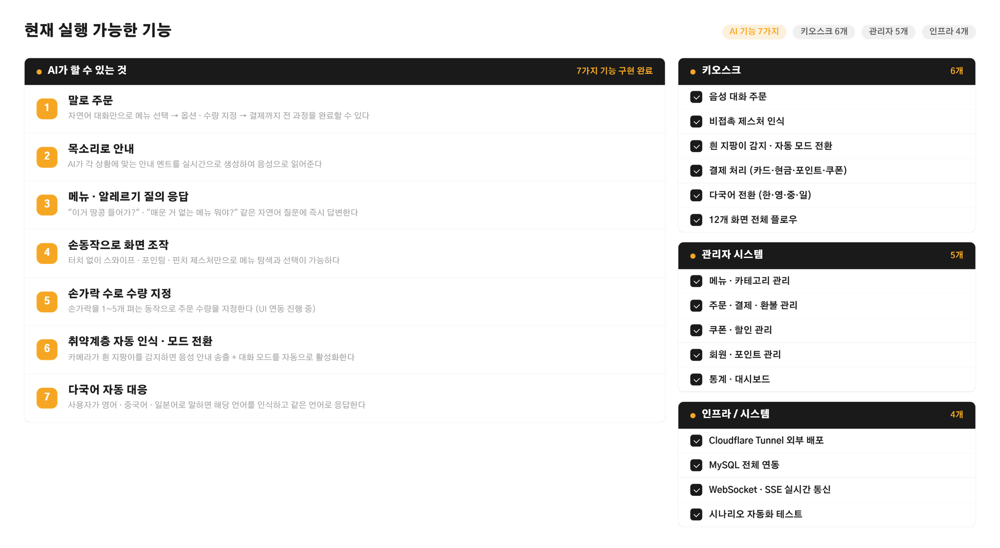 현재 실행 가능한 기능
AI 기능 7가지
키오스크 6개
관리자 5개
인프라 4개
AI가 할 수 있는 것
7가지 기능 구현 완료
1
말로 주문
자연어 대화만으로 메뉴 선택 → 옵션 · 수량 지정 → 결제까지 전 과정을 완료할 수 있다
2
목소리로 안내
AI가 각 상황에 맞는 안내 멘트를 실시간으로 생성하여 음성으로 읽어준다
3
메뉴 · 알레르기 질의 응답
"이거 땅콩 들어가?" · "매운 거 없는 메뉴 뭐야?" 같은 자연어 질문에 즉시 답변한다
4
손동작으로 화면 조작
터치 없이 스와이프 · 포인팅 · 핀치 제스처만으로 메뉴 탐색과 선택이 가능하다
5
손가락 수로 수량 지정
손가락을 1~5개 펴는 동작으로 주문 수량을 지정한다 (UI 연동 진행 중)
6
취약계층 자동 인식 · 모드 전환
카메라가 흰 지팡이를 감지하면 음성 안내 송출 + 대화 모드를 자동으로 활성화한다
7
다국어 자동 대응
사용자가 영어 · 중국어 · 일본어로 말하면 해당 언어를 인식하고 같은 언어로 응답한다
키오스크
6개
음성 대화 주문
비접촉 제스처 인식
흰 지팡이 감지 · 자동 모드 전환
결제 처리 (카드·현금·포인트·쿠폰)
다국어 전환 (한·영·중·일)
12개 화면 전체 플로우
관리자 시스템
5개
메뉴 · 카테고리 관리
주문 · 결제 · 환불 관리
쿠폰 · 할인 관리
회원 · 포인트 관리
통계 · 대시보드
인프라 / 시스템
4개
Cloudflare Tunnel 외부 배포
MySQL 전체 연동
WebSocket · SSE 실시간 통신
시나리오 자동화 테스트